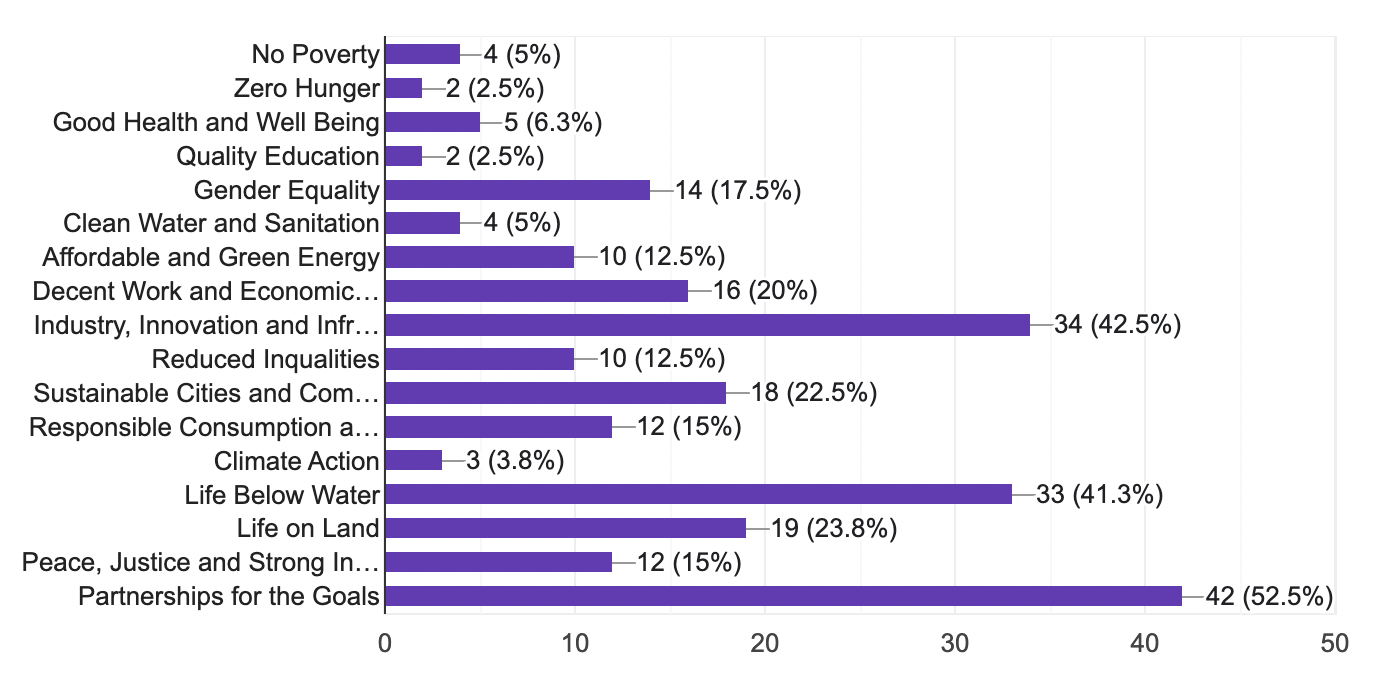 No Poverty 4 (5%)
Zero Hunger 2 (2.5%)
Good Health and Well Being 5 (6.3%)
Quality Education 2 (2.5%)
Gender Equality 14 (17.5%)
Clean Water and Sanitation 4 (5%)
Affordable and Green Energy 10 (12.5%)
Decent Work and Economic… 16 (20%)
Industry, Innovation and Infr… 34 (42.5%)
Reduced Inqualities 10 (12.5%)
Sustainable Cities and Com… 18 (22.5%)
Responsible Consumption a… 12 (15%)
Climate Action 3 (3.8%)
Life Below Water 33 (41.3%)
Life on Land 19 (23.8%)
Peace, Justice and Strong In… 12 (15%)
Partnerships for the Goals 42 (52.5%)
0 10 20 30 40 50